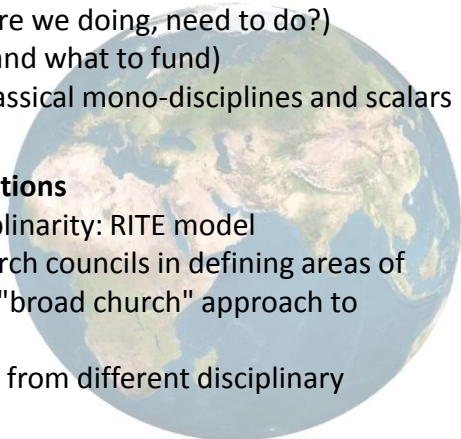 re we doing, need to do?)
and what to fund)
assical mono-disciplines and scalars
tions
plinarity: RITE model
rch councils in defining areas of
"broad church" approach to
from different disciplinary